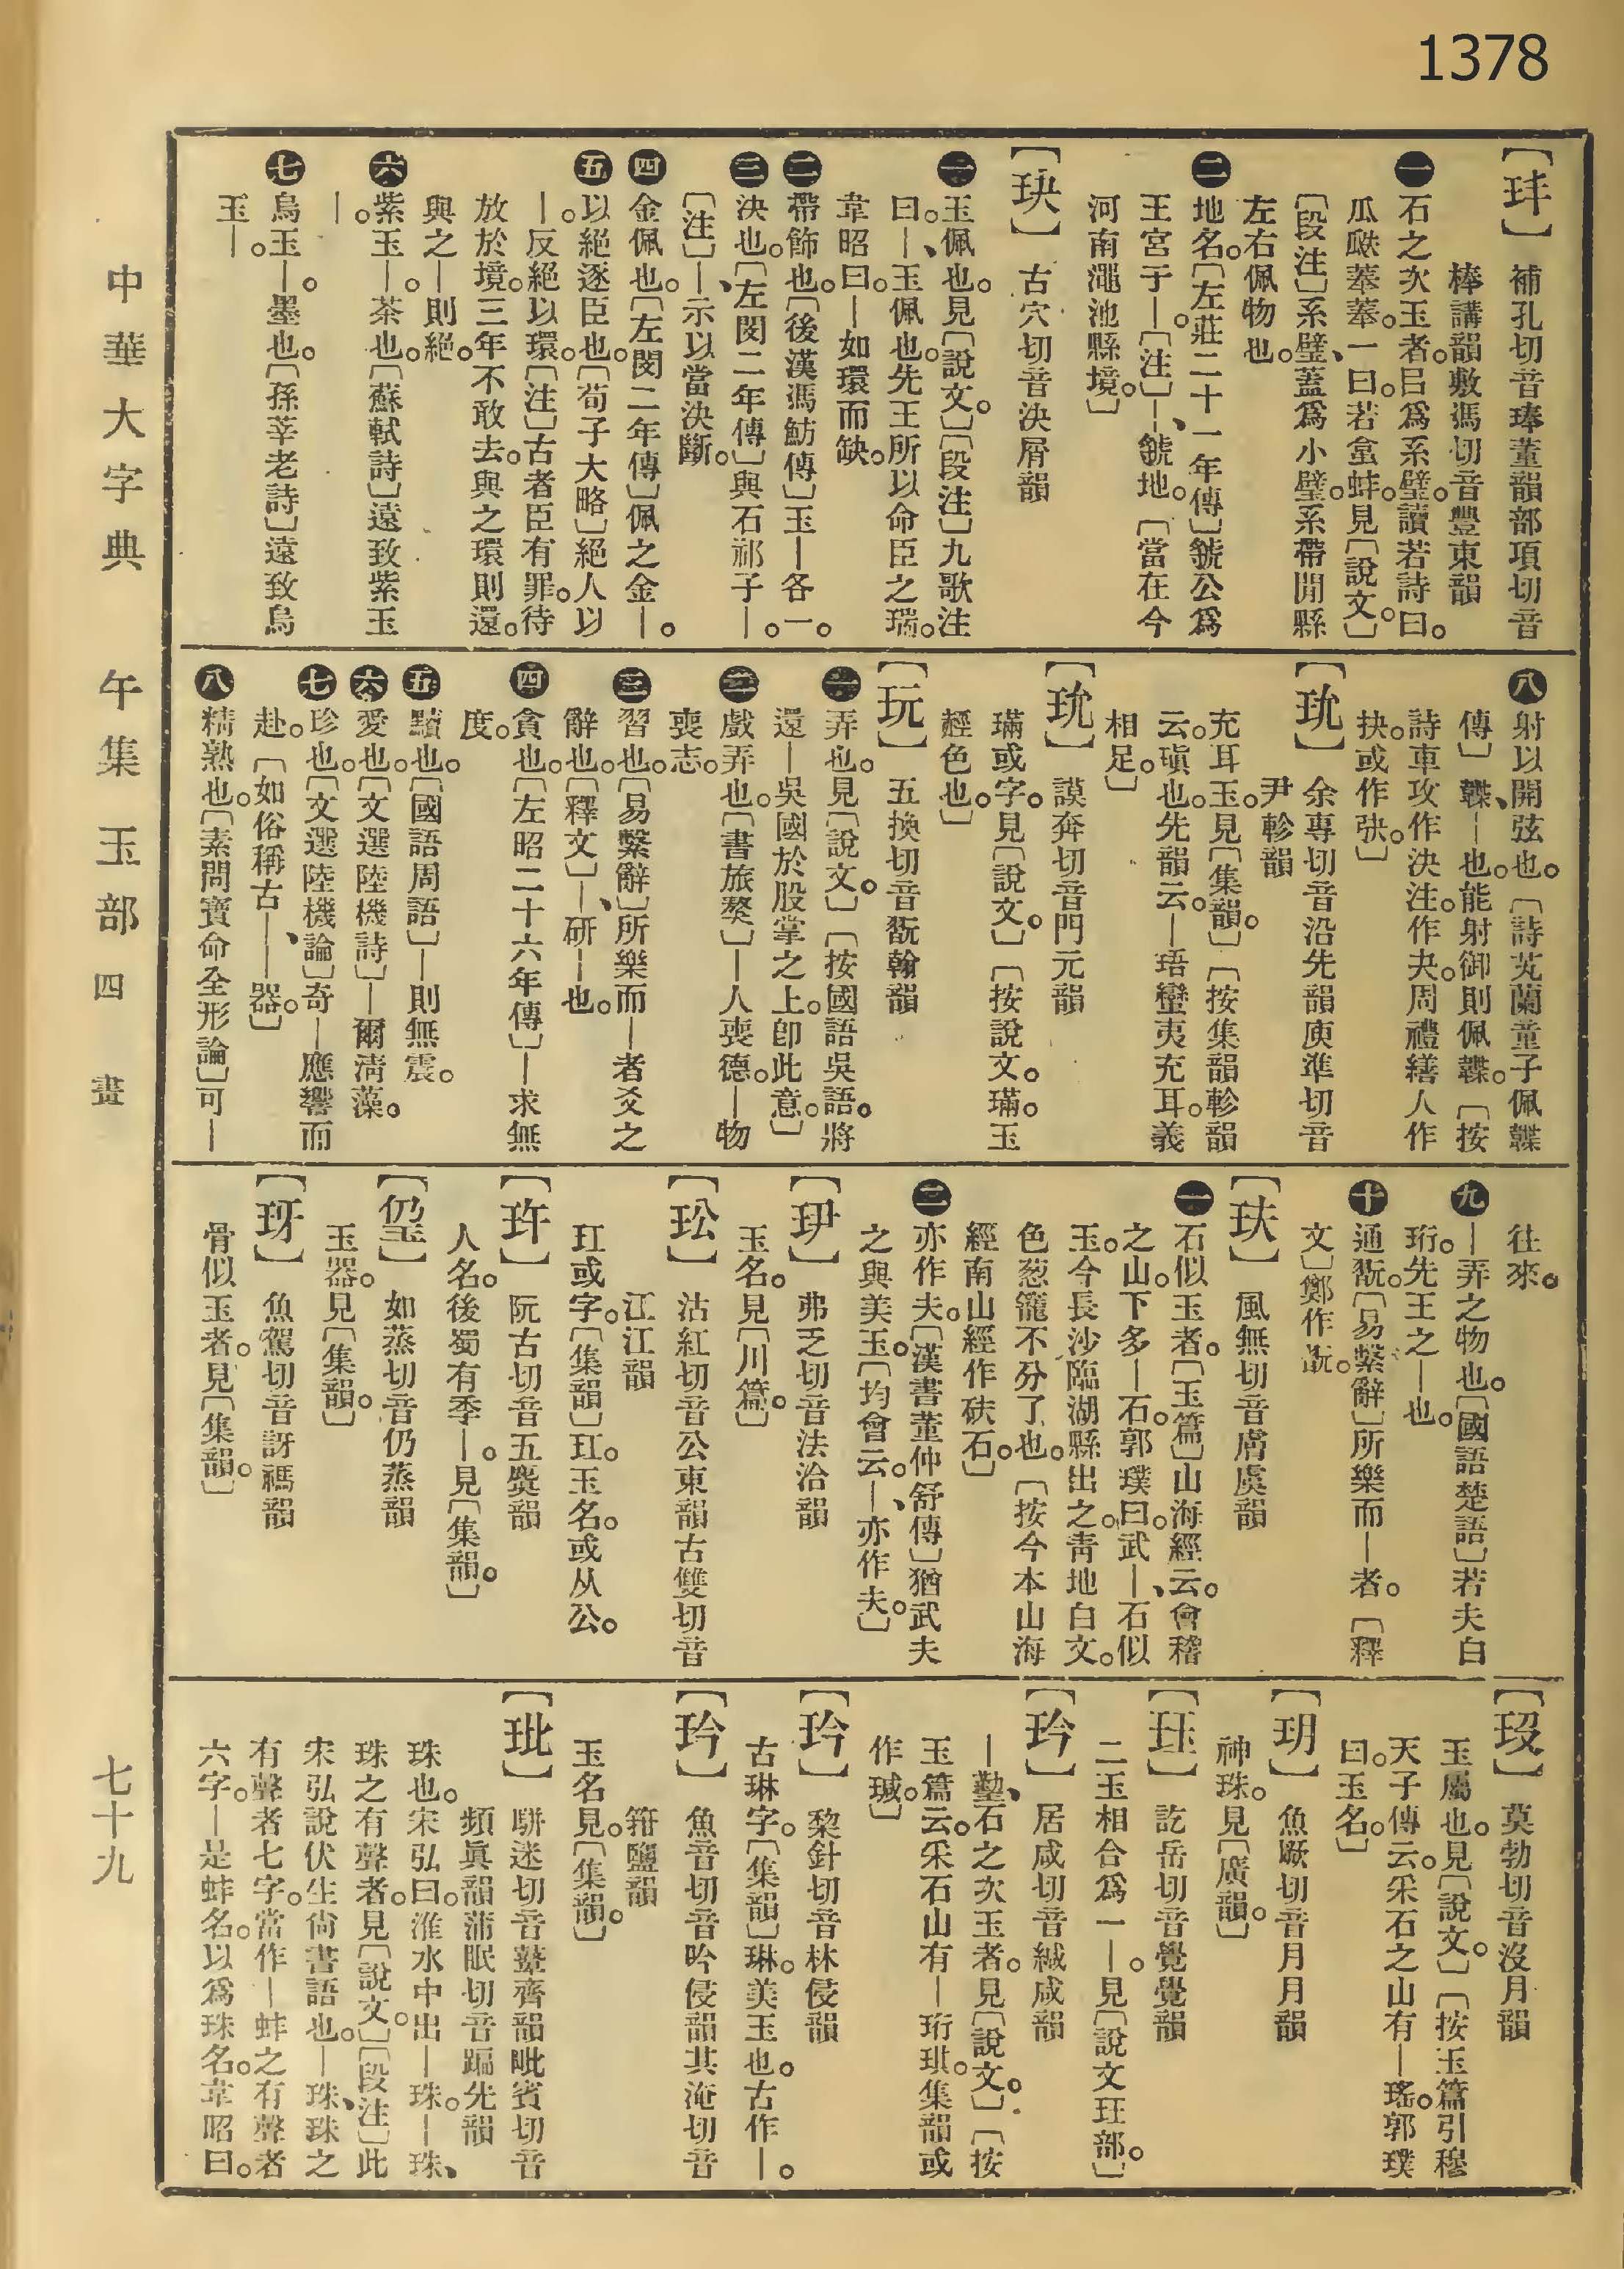 1378
【玤】補孔切音琫董韻部項切音
棒講韻敷馮切音豐東韻
㊀石之次玉者。㠯爲系璧。讀若詩曰。
瓜瓞菶菶。一曰若蛤蚌。見〔說文。〕
〔段注〕系璧、蓋爲小璧。系帶閒縣
左右佩物也。
㊁地名。〔左莊二十一年傳〕虢公爲
王宮于―。〔注〕―、虢地。〔當在今
河南澠池縣境。〕
【玦】古穴切音決屑韻
㊀玉佩也。見〔說文。〕〔段注〕九歌注
曰。―、玉佩也。先王所以命臣之瑞。
韋昭曰。―如環而缺。
㊁帶飾也。〔後漢馮魴傳〕玉―各一。
㊂決也。〔左閔二年傳〕與石祁子―。
〔注〕―、示以當決斷。
㊃金佩也。〔左閔二年傳〕佩之金―。
㊄以絕逐臣也。〔荀子大略〕絕人以
―。反絕以環。〔注〕古者臣有罪。待
放於境。三年不敢去。與之環則還。
與之―則絕。
㊅紫玉―。茶也。〔蘇軾詩〕遠致紫玉
―。
㊆烏玉―。墨也。〔孫莘老詩〕遠致烏
玉―。
㊇射以開弦也。〔詩芄蘭童子佩韘
傳〕韘、―也。能射御則佩韘。〔按
詩車攻作決。注。作夬。周禮繕人作
抉。或作䡈。〕
【玧】余專切音沿先韻庾準切音
尹軫韻
充耳玉。見〔集韻。〕〔按集韻軫韻
云。瑱也。先韻云。―珸蠻夷充耳。義
相足。〕
【玧】謨奔切音門元韻
璊或字。見〔說文。〕〔按說文。璊。玉
䞓色也。〕
【玩】五換切音翫翰韻
㊀弄也。見〔說文。〕〔按國語吳語。將
還―吳國於股掌之上。卽此意。〕
㊁戲弄也。〔書旅獒〕―人喪德。―物
喪志。
㊂習也。〔易繫辭〕所樂而―者爻之
辭也。〔釋文〕―、研―也。
㊃貪也。〔左昭二十六年傳〕―求無
度。
㊄黷也。〔國語周語〕―則無震。
㊅愛也。〔文選陸機詩〕―爾淸藻。
㊆珍也。〔文選陸機論〕奇―應響而
赴。〔如俗稱古―、―器。〕
㊇精熟也。〔素問寶命全形論〕可―
往來。
㊈―弄之物也。〔國語楚語〕若夫白
珩。先王之―也。
㊉通翫。〔易繫辭〕所樂而―者。〔釋
文〕鄭作翫。
【玞】風無切音膚虞韻
㊀石似玉者。〔玉篇〕山海經云。會稽
之山。下多―石。郭璞曰。武―、石似
玉。今長沙臨湖縣出之。靑地白文。
色葱籠不分了也。〔按今本山海
經南山經作砆石。〕
㊁亦作夫。〔漢書董仲舒傳〕猶武夫
之與美玉。〔均會云。―、亦作夫。〕
【玾】弗乏切音法洽韻
玉名。見〔川篇。〕
【玜】沽紅切音公東韻古雙切音
江江韻
玒或字。〔集韻〕玒。玉名。或从公。
【玝】阮古切音五麌韻
人名。後蜀有季―。見〔集韻。〕
【㺱】如蒸切音仍蒸韻
玉器。見〔集韻。〕
【玡】魚駕切音訝禡韻
骨似玉者。見〔集韻。〕
【玫】莫勃切音沒月韻
玉屬也。見〔說文。〕〔按玉篇引穆
天子傳云。采石之山有―瑤。郭璞
曰。玉名。〕
【玥】魚厥切音月月韻
神珠。見〔廣韻。〕
【玨】訖岳切音覺覺韻
二玉相合爲一―。見〔說文玨部。〕
【玪】居咸切音緘咸韻
―䃴、石之次玉者。見〔說文。〕〔按
玉篇云。采石山有―珩琪。集韻或
作瑊。〕
【玪】黎針切音林侵韻
古琳字。〔集韻〕琳。美玉也。古作―。
【玪】魚音切音吟侵韻其淹切音
箝鹽韻
玉名。見〔集韻。〕
【玭】駢迷切音鼙齊韻毗賓切音
頻眞韻蒲眠切音蹁先韻
珠也。宋弘曰。淮水中出―珠。―珠、
珠之有聲者。見〔說文。〕〔段注〕此
宋弘說伏生尙書語也。―珠、珠之
有聲者七字。當作―蚌之有聲者
六字。―是蚌名。以爲珠名。韋昭曰。
中華大字典　午集　玉部　四畫
七十九